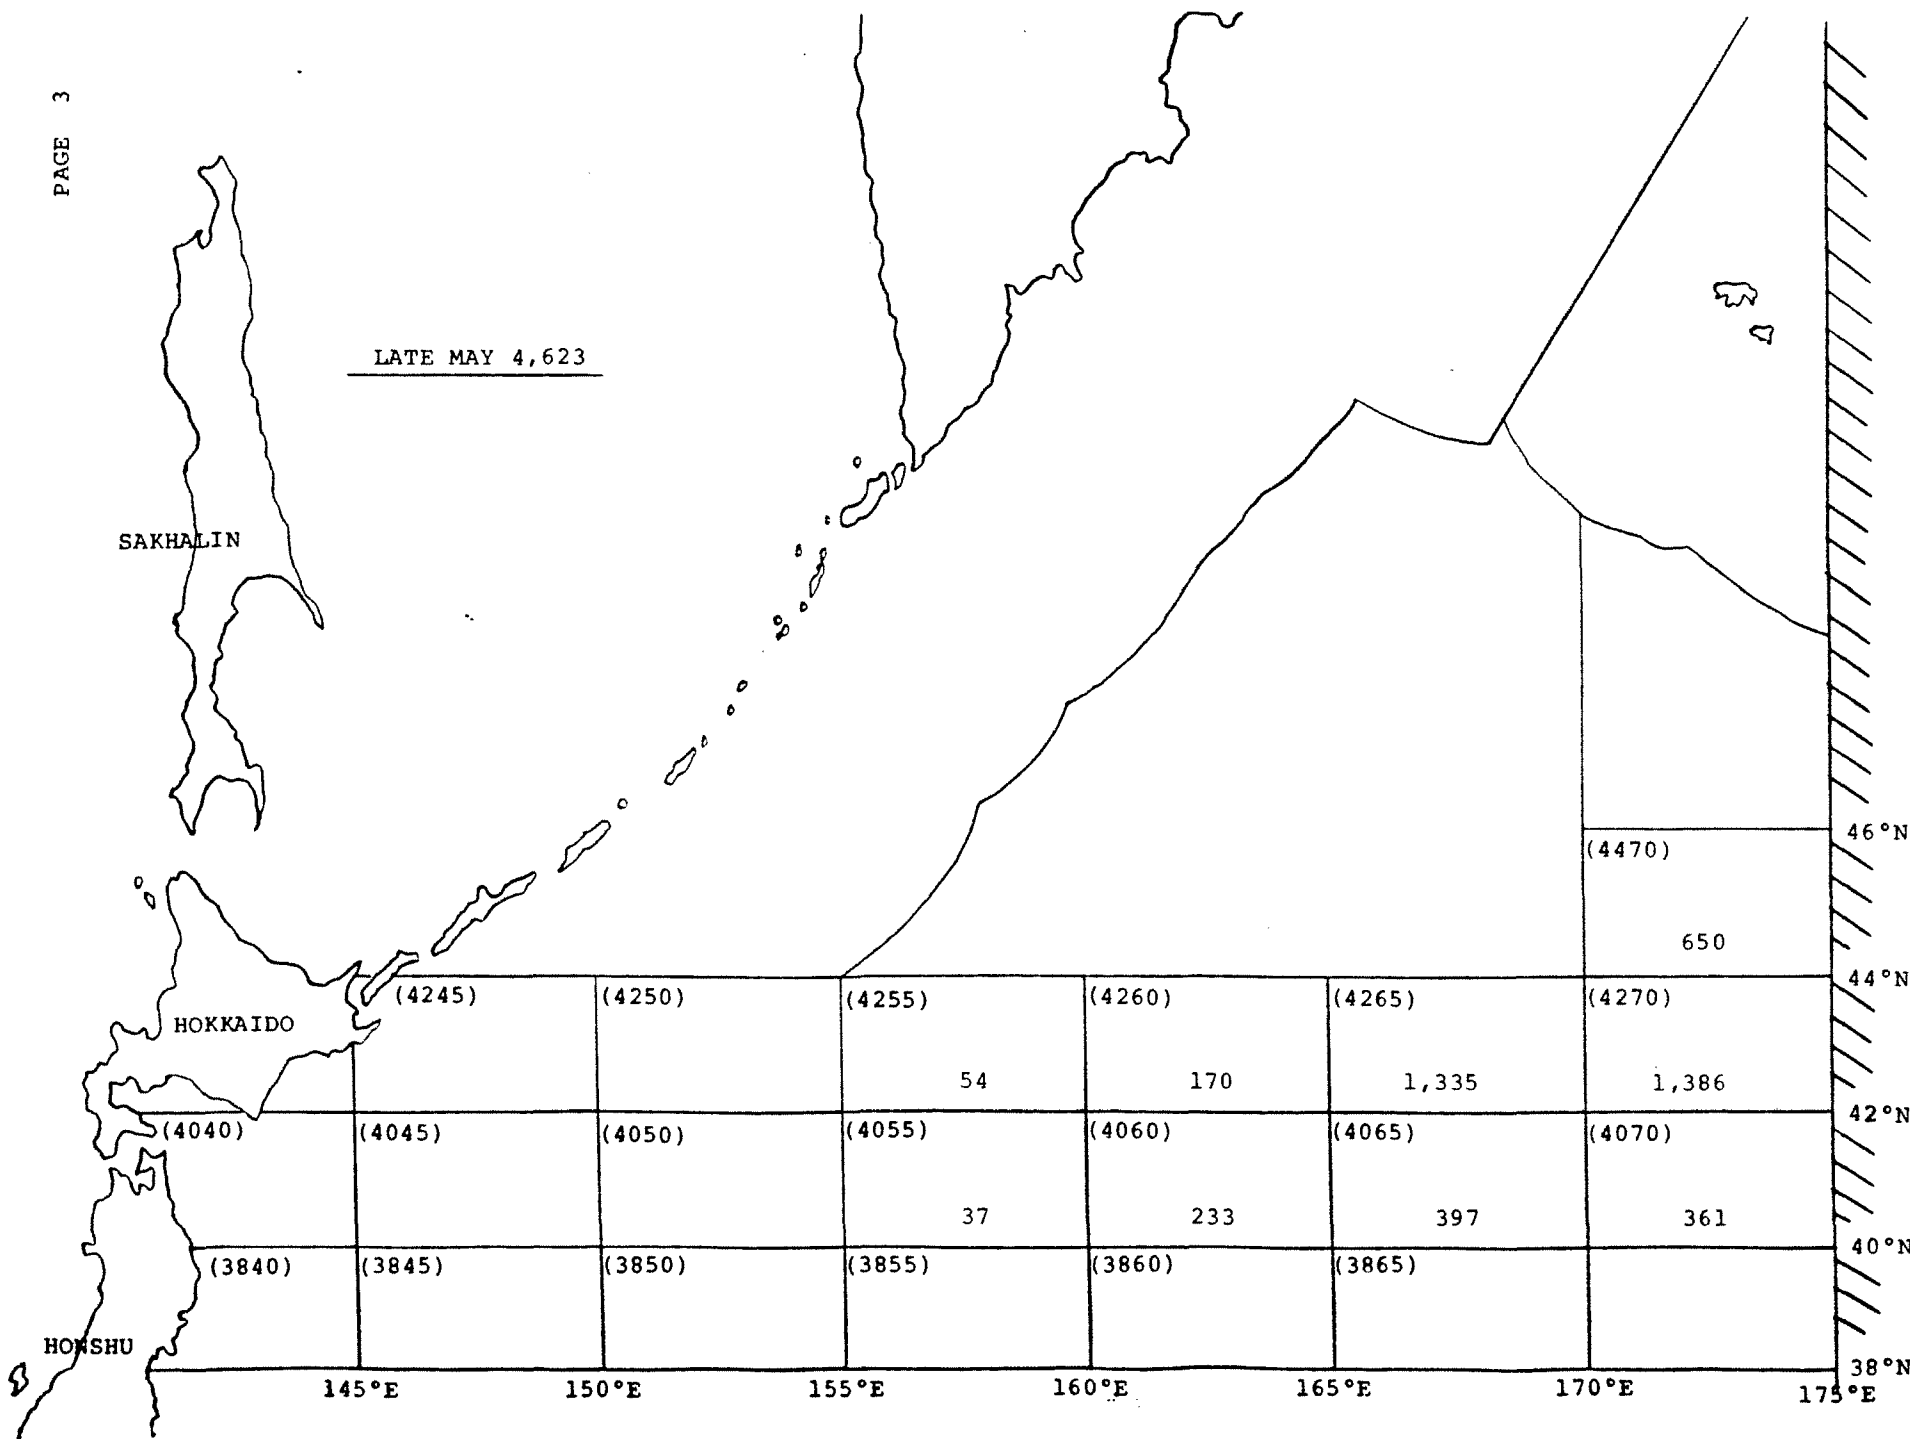 PAGE 3
LATE MAY 4,623
SAKHALIN
46°N
(4470)
650
44°N
(4245) (4250) (4255) (4260) (4265) (4270)
HOKKAIDO
54 170 1,335 1,386
42°N
(4040) (4045) (4050) (4055) (4060) (4065) (4070)
37 233 397 361
40°N
(3840) (3845) (3850) (3855) (3860) (3865)
HONSHU
38°N
145°E 150°E 155°E 160°E 165°E 170°E 175°E